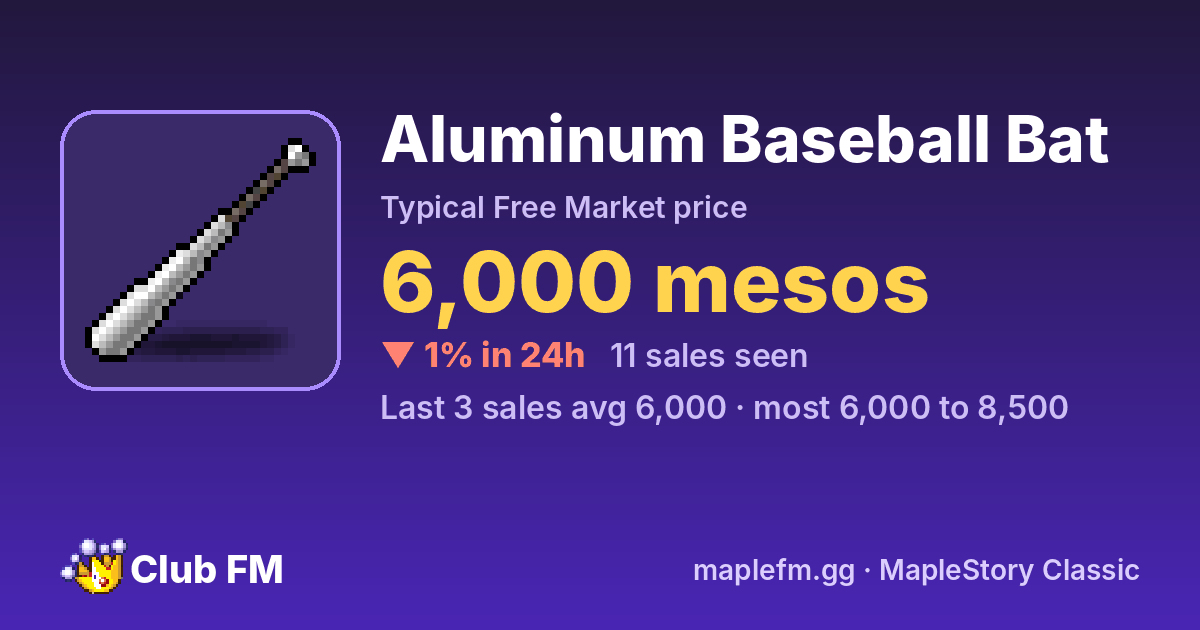 Aluminum Baseball Bat
Typical Free Market price
6,000 mesos
▼ 1% in 24h 11 sales seen
Last 3 sales avg 6,000 · most 6,000 to 8,500
Club FM
maplefm.gg · MapleStory Classic